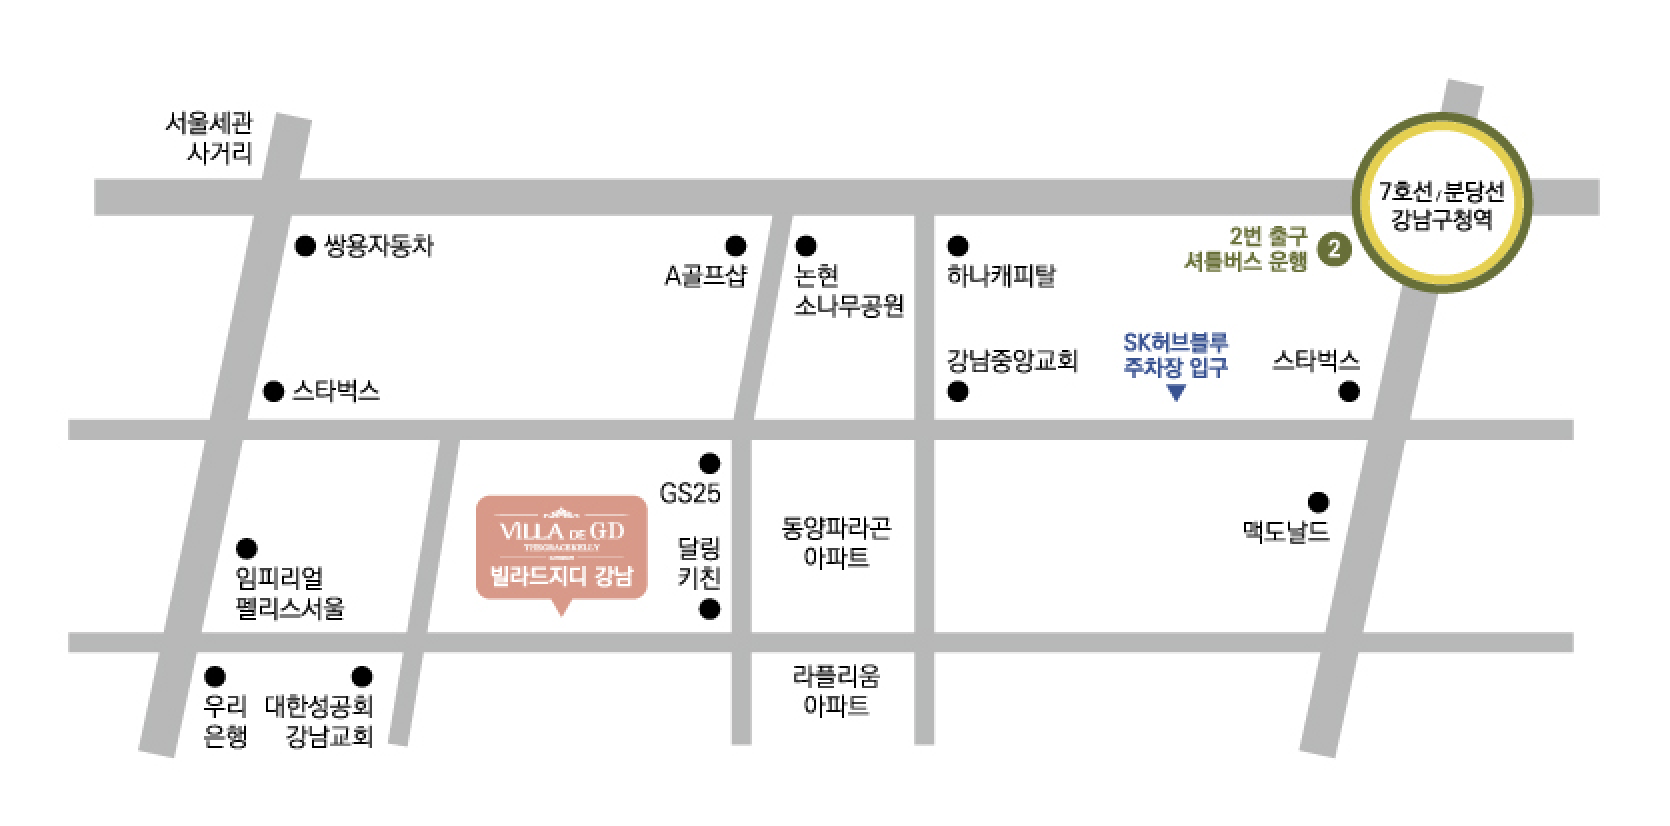 서울세관
사거리
7호선/분당선
강남구청역
쌍용자동차
A골프샵
논현
소나무공원
하나캐피탈
2번 출구
셔틀버스 운행
2
스타벅스
강남중앙교회
SK허브블루
주차장 입구
스타벅스
GS25
VILLA DE GD
THEGRACEKELLY
빌라드지디 강남
달링
키친
동양파라곤
아파트
맥도날드
임피리얼
펠리스서울
우리
은행
대한성공회
강남교회
라플리움
아파트